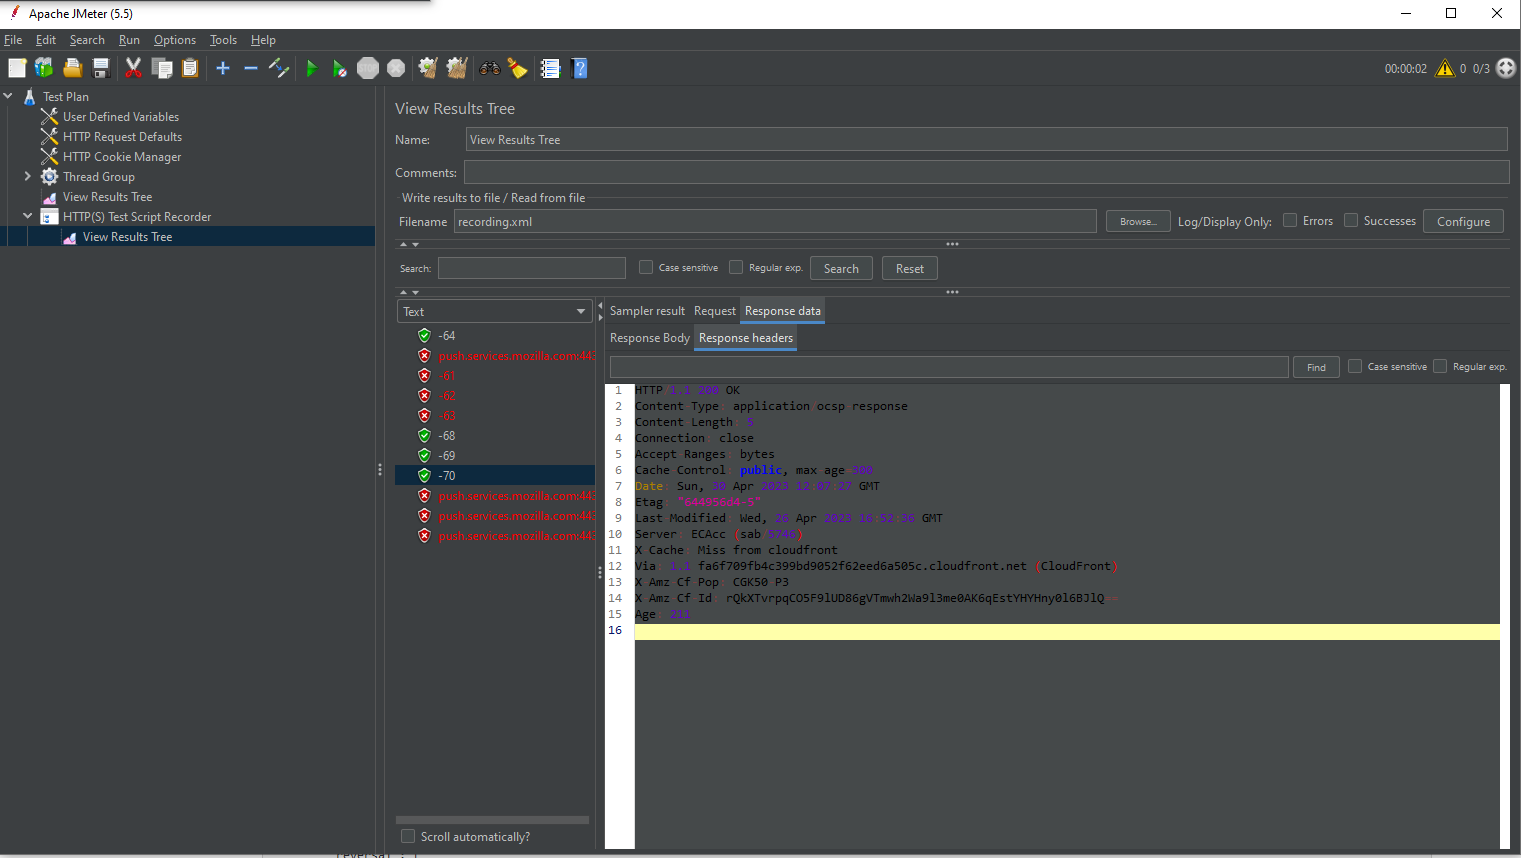 Apache JMeter (5.5)
File Edit Search Run Options Tools Help
00:00:02 0 0/3
Test Plan
User Defined Variables
HTTP Request Defaults
HTTP Cookie Manager
Thread Group
View Results Tree
HTTP(S) Test Script Recorder
View Results Tree
View Results Tree
Name: View Results Tree
Comments:
Write results to file / Read from file
Filename recording.xml Browse... Log/Display Only: Errors Successes Configure
Search: Case sensitive Regular exp. Search Reset
Text
-64
push.services.mozilla.com:443
-61
-62
-63
-68
-69
-70
push.services.mozilla.com:443
push.services.mozilla.com:443
push.services.mozilla.com:443
Scroll automatically?
Sampler result Request Response data
Response Body Response headers
Find Case sensitive Regular exp.
1 HTTP/1.1 200 OK
2 Content-Type: application/ocsp-response
3 Content-Length: 5
4 Connection: close
5 Accept-Ranges: bytes
6 Cache-Control: public, max-age=300
7 Date: Sun, 30 Apr 2023 12:07:27 GMT
8 Etag: "644956d4-5"
9 Last-Modified: Wed, 26 Apr 2023 16:52:36 GMT
10 Server: ECAcc (sab/5746)
11 X-Cache: Miss from cloudfront
12 Via: 1.1 fa6f709fb4c399bd9052f62eed6a505c.cloudfront.net (CloudFront)
13 X-Amz-Cf-Pop: CGK50-P3
14 X-Amz-Cf-Id: rQkXTvrpqCO5F9lUD86gVTmwh2Wa9l3me0AK6qEstYHYHny0l6BJlQ==
15 Age: 211
16